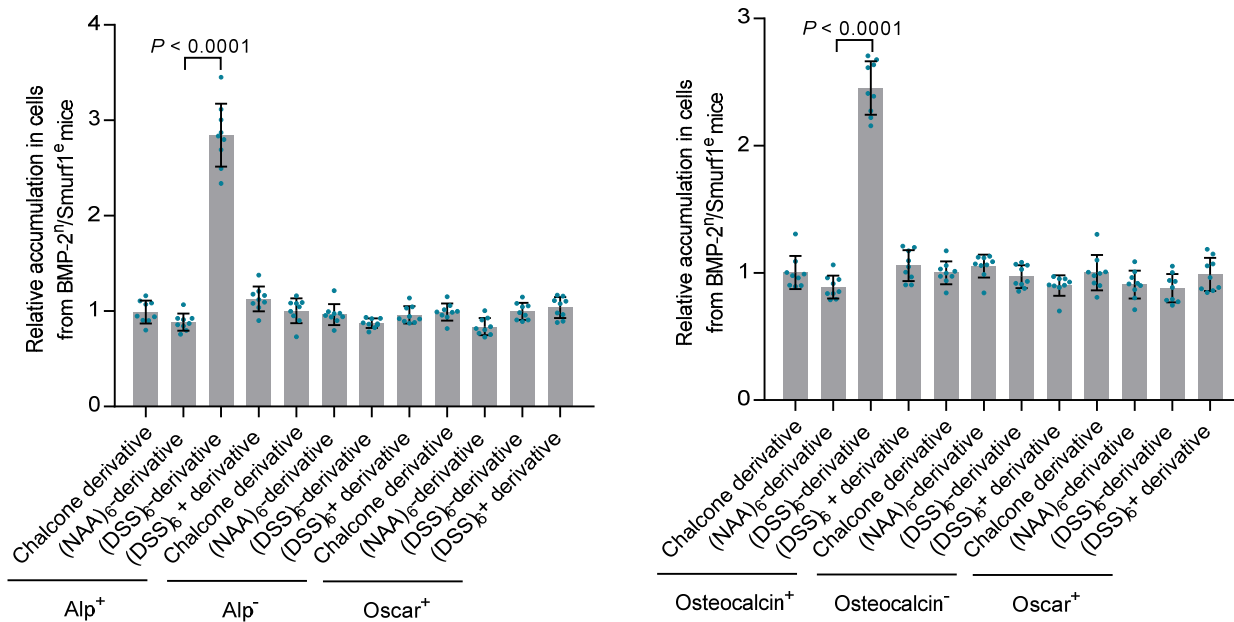 Relative accumulation in cells
from BMP-2ⁿ/Smurf1ᵉ mice
4
3
2
1
0
P < 0.0001
Chalcone derivative
(NAA)₆-derivative
(DSS)₆-derivative
(DSS)₆ + derivative
Chalcone derivative
(NAA)₆-derivative
(DSS)₆-derivative
(DSS)₆ + derivative
Chalcone derivative
(NAA)₆-derivative
(DSS)₆-derivative
(DSS)₆ + derivative
Alp⁺
Alp⁻
Oscar⁺
Relative accumulation in cells
from BMP-2ⁿ/Smurf1ᵉ mice
3
2
1
0
P < 0.0001
Chalcone derivative
(NAA)₆-derivative
(DSS)₆-derivative
(DSS)₆ + derivative
Chalcone derivative
(NAA)₆-derivative
(DSS)₆-derivative
(DSS)₆ + derivative
Chalcone derivative
(NAA)₆-derivative
(DSS)₆-derivative
(DSS)₆ + derivative
Osteocalcin⁺
Osteocalcin⁻
Oscar⁺